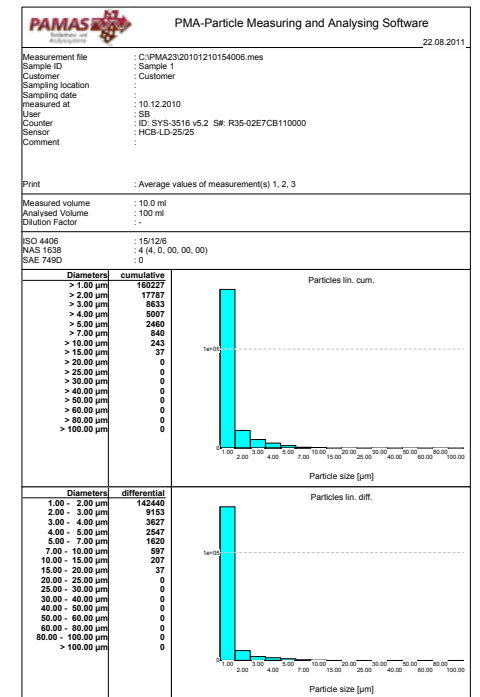 PAMAS
Partikelmess- und
Analysesysteme
PMA-Particle Measuring and Analysing Software
22.08.2011
Measurement file : C:\PMA23\20101210154006.mes
Sample ID : Sample 1
Customer : Customer
Sampling location :
Sampling date :
measured at : 10.12.2010
User : SB
Counter : ID: SYS-3516 v5.2 S#: R35-02E7CB110000
Sensor : HCB-LD-25/25
Comment :
Print : Average values of measurement(s) 1, 2, 3
Measured volume : 10.0 ml
Analysed Volume : 100 ml
Dilution Factor : -
ISO 4406 : 15/12/6
NAS 1638 : 4 (4, 0, 00, 00, 00)
SAE 749D : 0
Diameters cumulative
> 1.00 µm 160227
> 2.00 µm 17787
> 3.00 µm 8633
> 4.00 µm 5007
> 5.00 µm 2460
> 7.00 µm 840
> 10.00 µm 243
> 15.00 µm 37
> 20.00 µm 0
> 25.00 µm 0
> 30.00 µm 0
> 40.00 µm 0
> 50.00 µm 0
> 60.00 µm 0
> 80.00 µm 0
> 100.00 µm 0
Particles lin. cum.
1e+05
0
1.00 3.00 5.00 10.00 20.00 30.00 50.00 80.00
2.00 4.00 7.00 15.00 25.00 40.00 60.00 100.00
Particle size [µm]
Diameters differential
1.00 - 2.00 µm 142440
2.00 - 3.00 µm 9153
3.00 - 4.00 µm 3627
4.00 - 5.00 µm 2547
5.00 - 7.00 µm 1620
7.00 - 10.00 µm 597
10.00 - 15.00 µm 207
15.00 - 20.00 µm 37
20.00 - 25.00 µm 0
25.00 - 30.00 µm 0
30.00 - 40.00 µm 0
40.00 - 50.00 µm 0
50.00 - 60.00 µm 0
60.00 - 80.00 µm 0
80.00 - 100.00 µm 0
> 100.00 µm 0
Particles lin. diff.
1e+05
0
1.00 3.00 5.00 10.00 20.00 30.00 50.00 80.00
2.00 4.00 7.00 15.00 25.00 40.00 60.00 100.00
Particle size [µm]